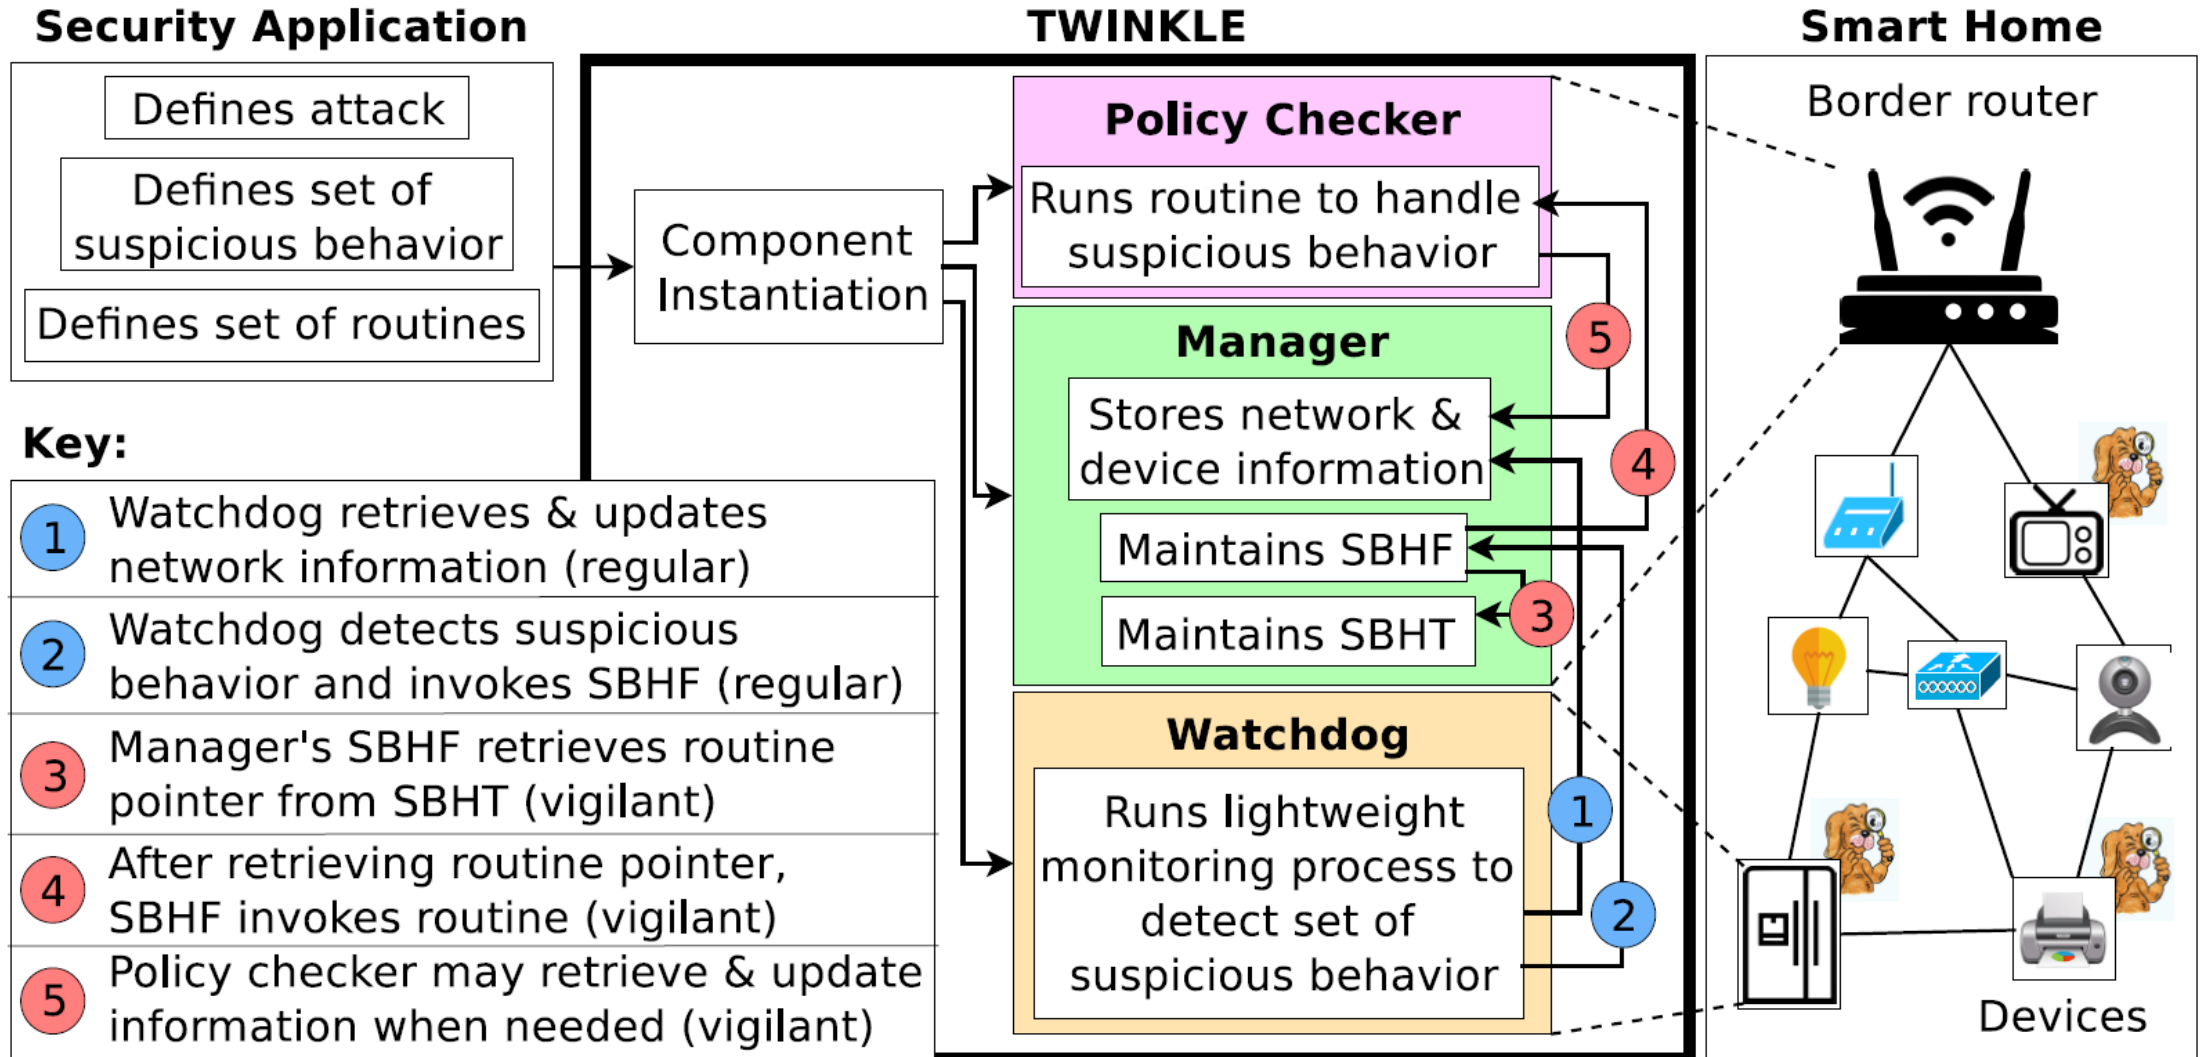 Security Application
Defines attack
Defines set of
suspicious behavior
Defines set of routines
Key:
1 Watchdog retrieves & updates
network information (regular)
2 Watchdog detects suspicious
behavior and invokes SBHF (regular)
3 Manager's SBHF retrieves routine
pointer from SBHT (vigilant)
4 After retrieving routine pointer,
SBHF invokes routine (vigilant)
5 Policy checker may retrieve & update
information when needed (vigilant)
TWINKLE
Component
Instantiation
Policy Checker
Runs routine to handle
suspicious behavior
Manager
Stores network &
device information
Maintains SBHF
Maintains SBHT
Watchdog
Runs lightweight
monitoring process to
detect set of
suspicious behavior
5
4
3
1
2
Smart Home
Border router
Devices